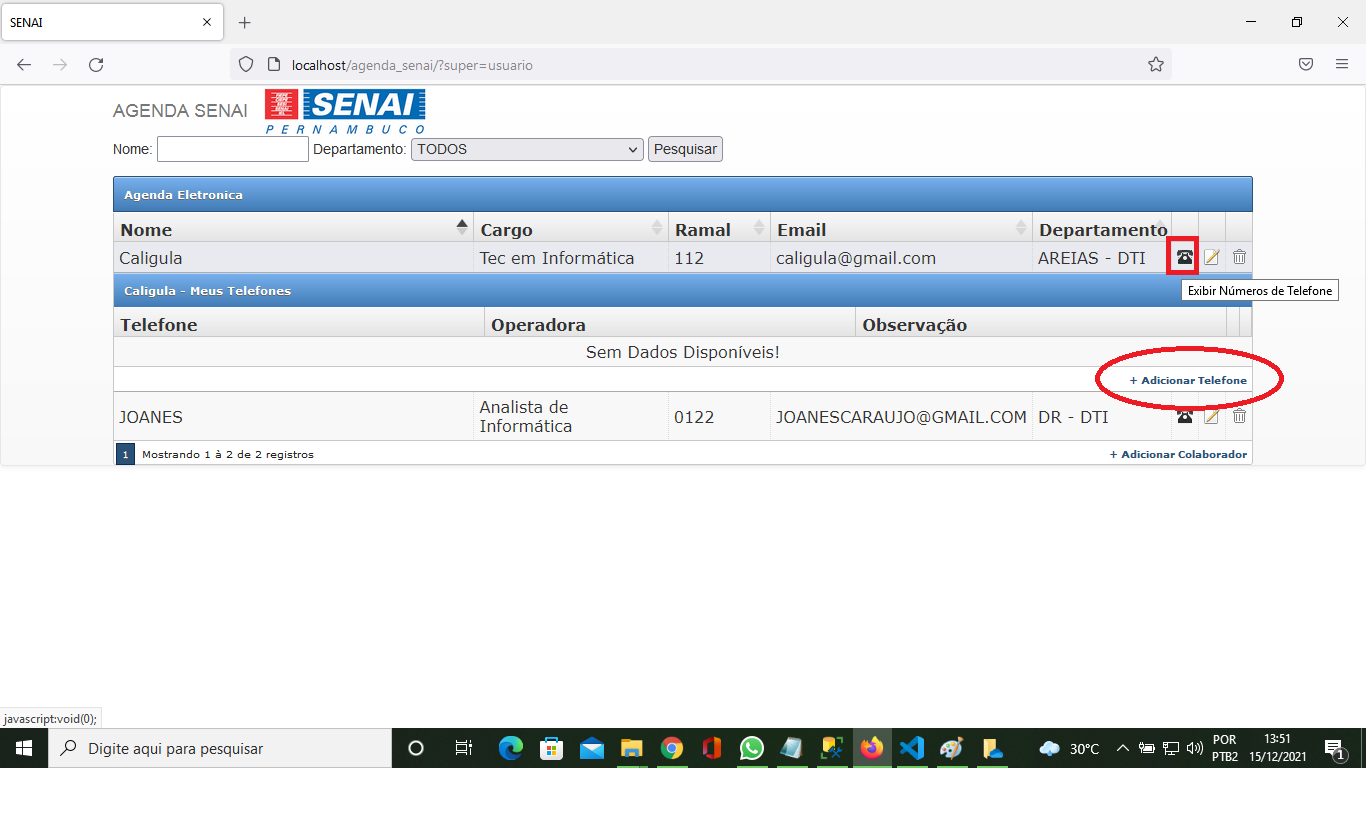 SENAI
localhost/agenda_senai/?super=usuario
AGENDA SENAI SENAI
PERNAMBUCO
Nome: Departamento: TODOS Pesquisar
Agenda Eletronica
Nome Cargo Ramal Email Departamento
Caligula Tec em Informática 112 caligula@gmail.com AREIAS - DTI
Caligula - Meus Telefones Exibir Números de Telefone
Telefone Operadora Observação
Sem Dados Disponíveis!
+ Adicionar Telefone
JOANES Analista de Informática 0122 JOANESCARAUJO@GMAIL.COM DR - DTI
1 Mostrando 1 à 2 de 2 registros + Adicionar Colaborador
javascript:void(0);
Digite aqui para pesquisar 30°C POR PTB2 13:51 15/12/2021 1